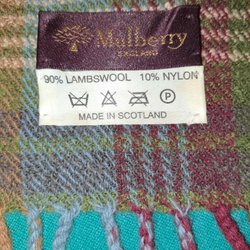 Mulberry
ENGLAND
90% LAMBSWOOL 10% NYLON
MADE IN SCOTLAND